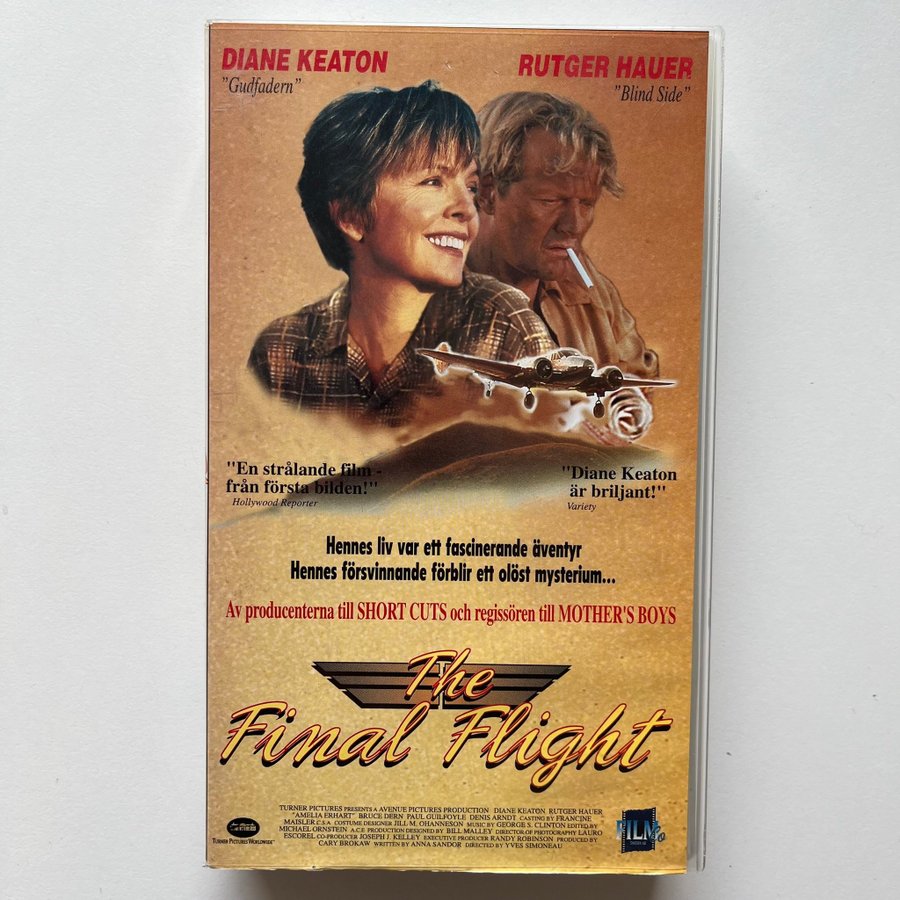 DIANE KEATON
"Gudfadern"
RUTGER HAUER
"Blind Side"
"En strålande film -
från första bilden!"
Hollywood Reporter
"Diane Keaton
är briljant!"
Variety
Hennes liv var ett fascinerande äventyr
Hennes försvinnande förblir ett olöst mysterium...
Av producenterna till SHORT CUTS och regissören till MOTHER'S BOYS
The
Final Flight
TURNER PICTURES PRESENTS A AVENUE PICTURES PRODUCTION DIANE KEATON RUTGER HAUER
"AMELIA ERHART" BRUCE DERN PAUL GUILFOYLE DENIS ARNDT CASTING BY FRANCINE
MAISLER C.S.A. COSTUME DESIGNER JILL M. OHANNESON MUSIC BY GEORGE S. CLINTON EDITED BY
MICHAEL ORNSTEIN A.C.E PRODUCTION DESIGNED BY BILL MALLEY DIRECTOR OF PHOTOGRAPHY LAURO
ESCOREL CO-PRODUCER JOSEPH J. KELLEY EXECUTIVE PRODUCER RANDY ROBINSON PRODUCED BY
CARY BROKAW WRITTEN BY ANNA SANDOR DIRECTED BY YVES SIMONEAU
TURNER PICTURES WORLDWIDE
FILM